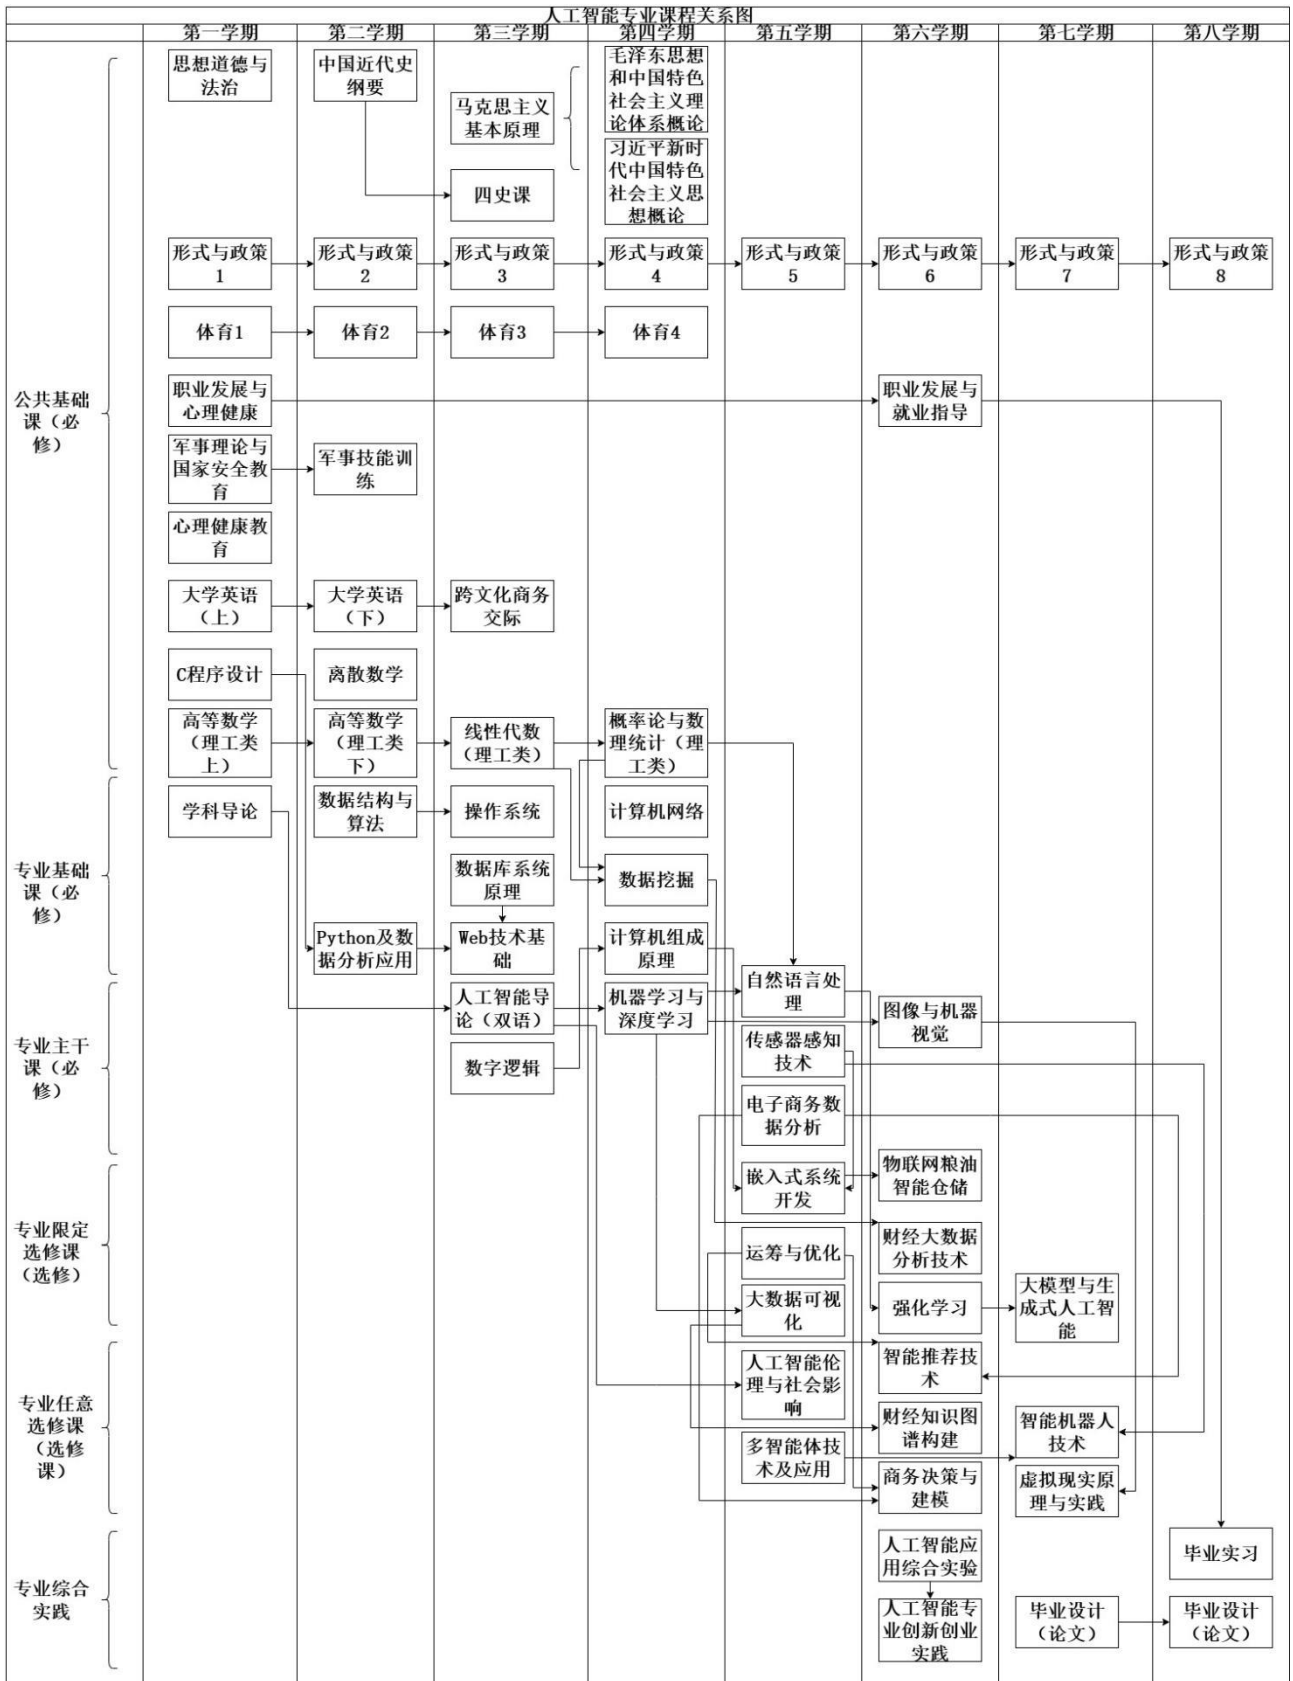 人工智能专业课程关系图
第一学期
第二学期
第三学期
第四学期
第五学期
第六学期
第七学期
第八学期
公共基础
课（必
修）
思想道德与
法治
中国近代史
纲要
马克思主义
基本原理
毛泽东思想
和中国特色
社会主义理
论体系概论
习近平新时
代中国特色
社会主义思
想概论
四史课
形式与政策
1
形式与政策
2
形式与政策
3
形式与政策
4
形式与政策
5
形式与政策
6
形式与政策
7
形式与政策
8
体育1
体育2
体育3
体育4
职业发展与
心理健康
职业发展与
就业指导
军事理论与
国家安全教
育
军事技能训
练
心理健康教
育
大学英语
（上）
大学英语
（下）
跨文化商务
交际
C程序设计
离散数学
高等数学
（理工类
上）
高等数学
（理工类
下）
线性代数
（理工类）
概率论与数
理统计（理
工类）
专业基础
课（必
修）
学科导论
数据结构与
算法
操作系统
计算机网络
数据库系统
原理
数据挖掘
Python及数
据分析应用
Web技术基
础
计算机组成
原理
专业主干
课（必
修）
自然语言处
理
人工智能导
论（双语）
机器学习与
深度学习
图像与机器
视觉
数字逻辑
传感器感知
技术
电子商务数
据分析
专业限定
选修课
（选修）
嵌入式系统
开发
物联网粮油
智能仓储
运筹与优化
财经大数据
分析技术
大数据可视
化
强化学习
大模型与生
成式人工智
能
专业任意
选修课
（选修
课）
人工智能伦
理与社会影
响
智能推荐技
术
财经知识图
谱构建
智能机器人
技术
多智能体技
术及应用
商务决策与
建模
虚拟现实原
理与实践
专业综合
实践
人工智能应
用综合实验
毕业实习
人工智能专
业创新创业
实践
毕业设计
（论文）
毕业设计
（论文）